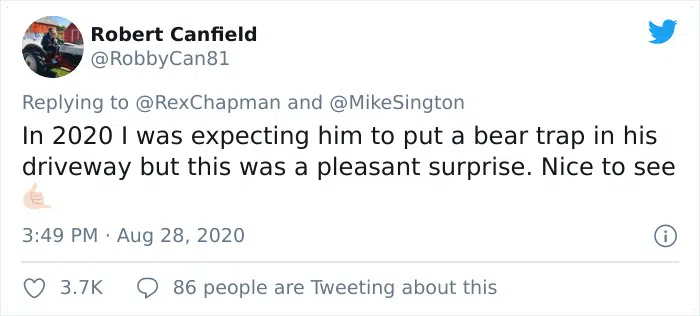 Robert Canfield
@RobbyCan81
Replying to @RexChapman and @MikeSington
In 2020 I was expecting him to put a bear trap in his
driveway but this was a pleasant surprise. Nice to see
🤙🏻
3:49 PM · Aug 28, 2020
3.7K 86 people are Tweeting about this